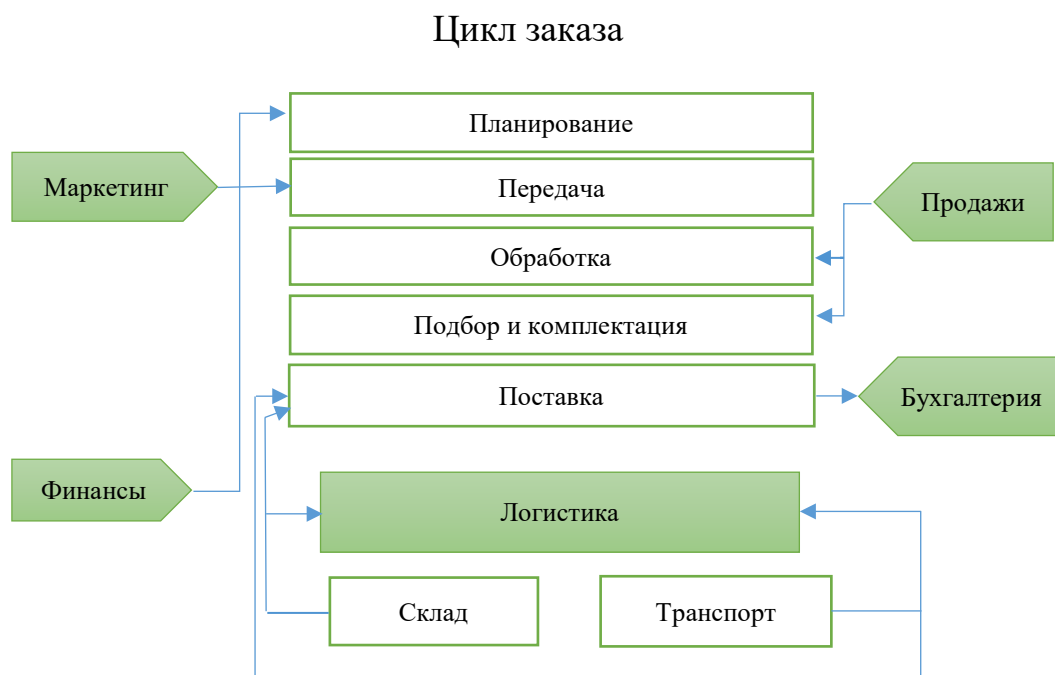 Цикл заказа
Планирование
Маркетинг
Передача
Продажи
Обработка
Подбор и комплектация
Поставка
Бухгалтерия
Финансы
Логистика
Склад
Транспорт